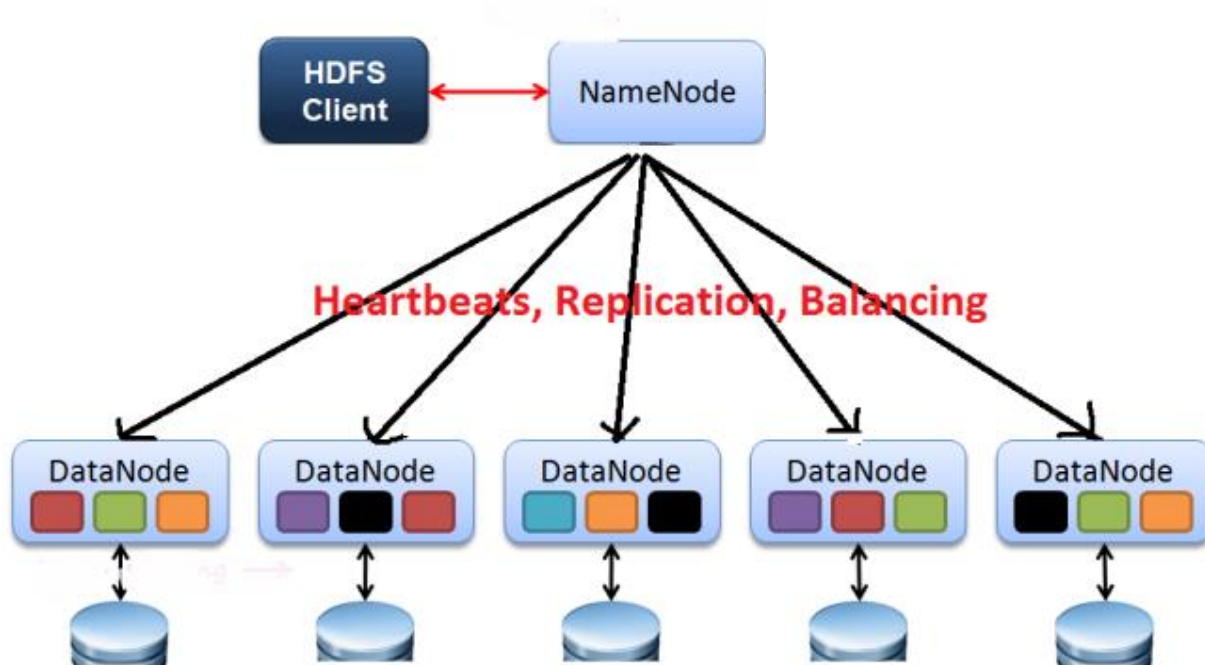 HDFS
Client
NameNode
Heartbeats, Replication, Balancing
DataNode
DataNode
DataNode
DataNode
DataNode